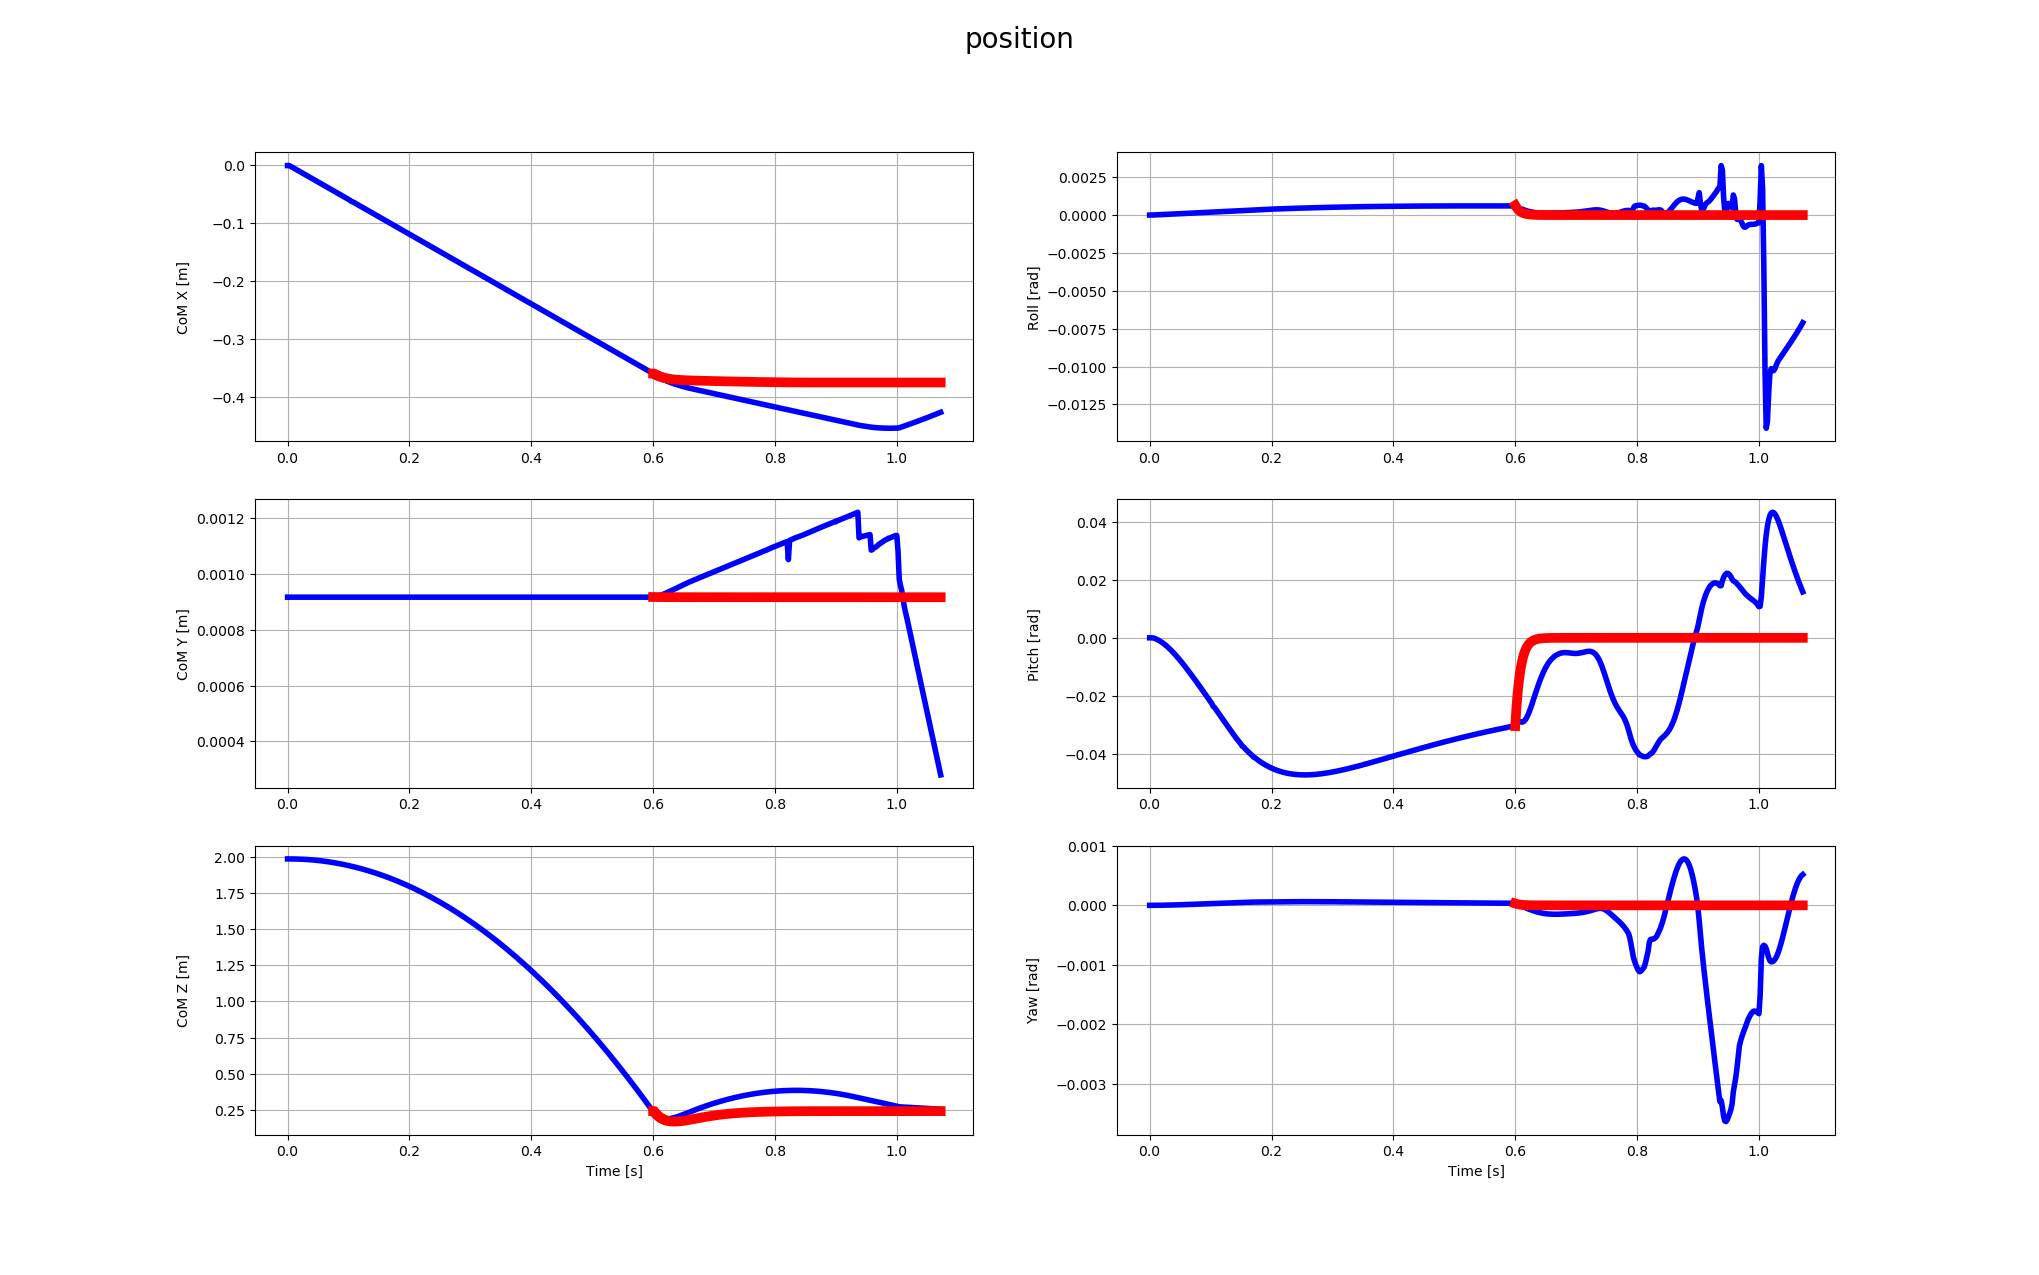 position
0.0
−0.1
−0.2
−0.3
−0.4
CoM X [m]
0.0 0.2 0.4 0.6 0.8 1.0
0.0025
0.0000
−0.0025
−0.0050
−0.0075
−0.0100
−0.0125
Roll [rad]
0.0 0.2 0.4 0.6 0.8 1.0
0.0012
0.0010
0.0008
0.0006
0.0004
CoM Y [m]
0.0 0.2 0.4 0.6 0.8 1.0
0.04
0.02
0.00
−0.02
−0.04
Pitch [rad]
0.0 0.2 0.4 0.6 0.8 1.0
2.00
1.75
1.50
1.25
1.00
0.75
0.50
0.25
CoM Z [m]
0.0 0.2 0.4 0.6 0.8 1.0
Time [s]
0.001
0.000
−0.001
−0.002
−0.003
Yaw [rad]
0.0 0.2 0.4 0.6 0.8 1.0
Time [s]